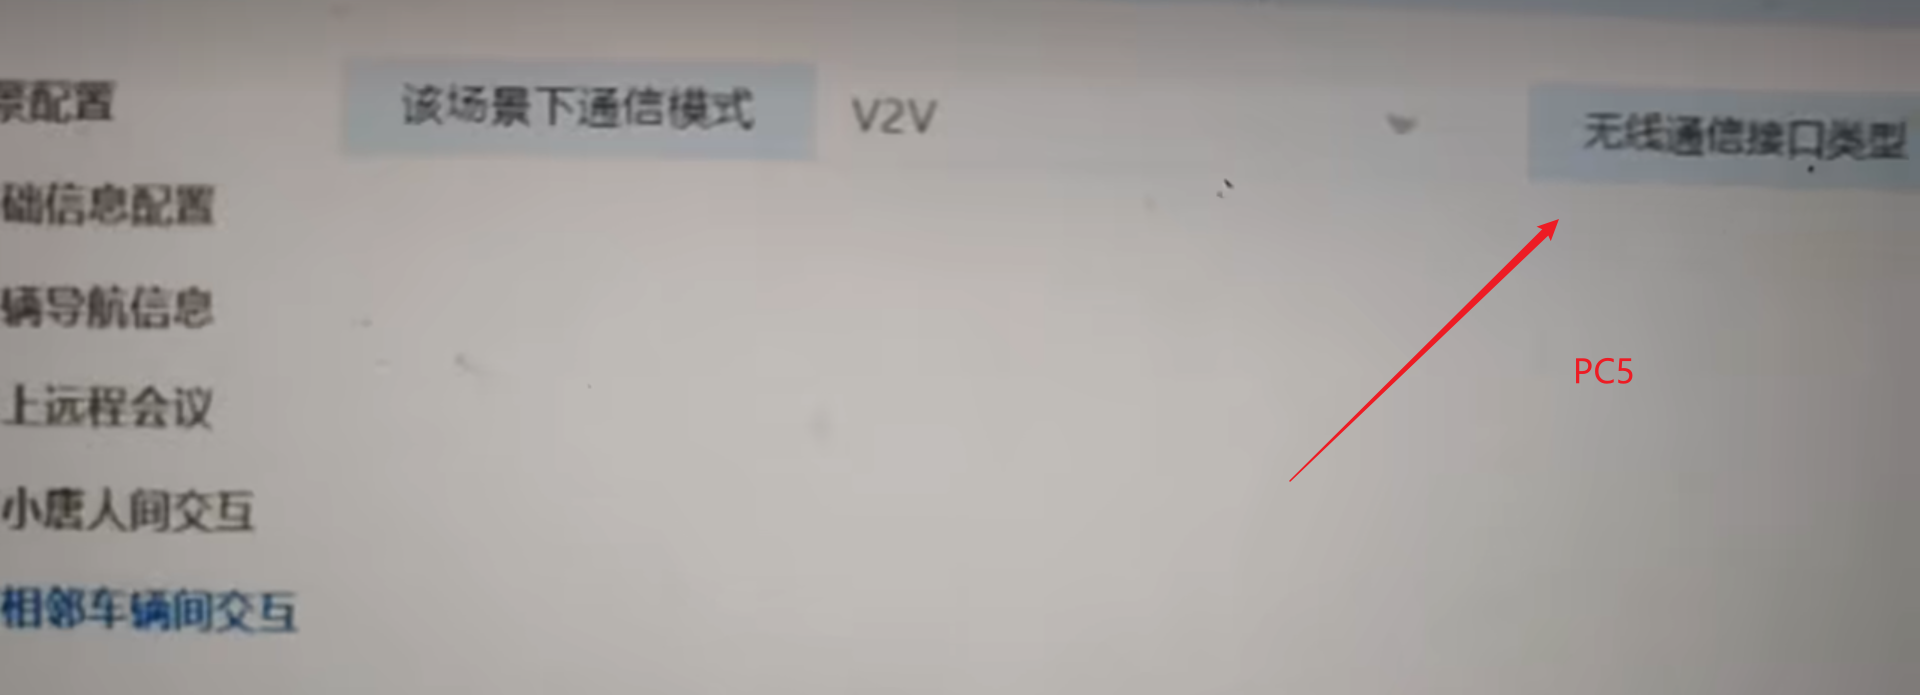 景配置
该场景下通信模式 V2V 无线通信接口类型
础信息配置
辆导航信息
PC5
上远程会议
小唐人间交互
相邻车辆间交互